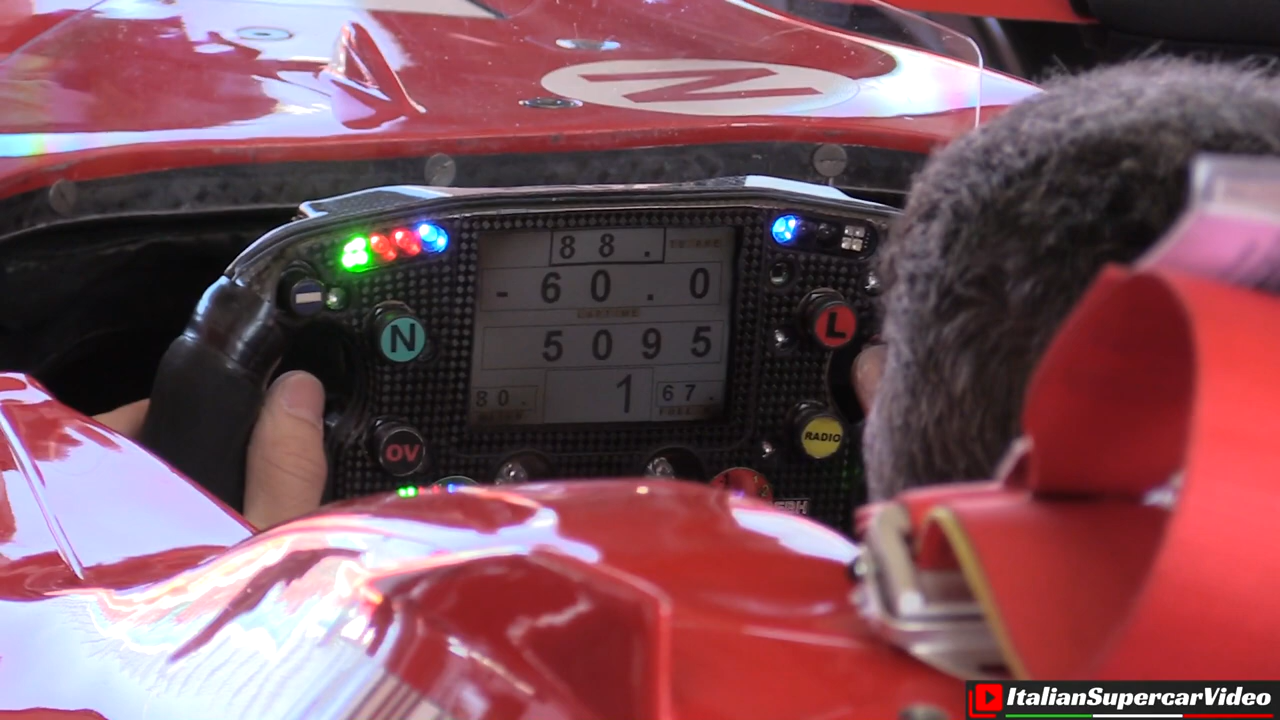 N
88.
-60.0
LAPTIME
N
L
5095
80.
1
67.
OV
RADIO
ItalianSupercarVideo